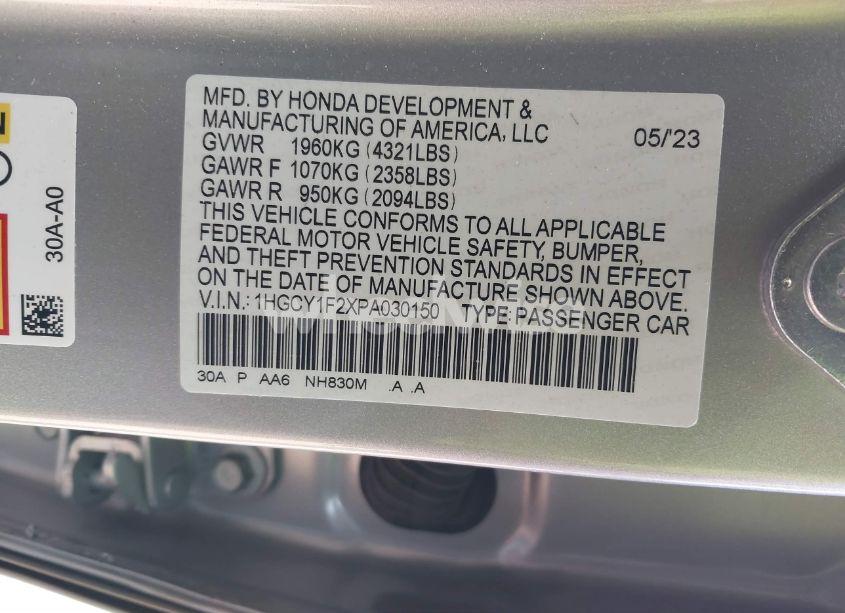 N
30A-A0
MFD. BY HONDA DEVELOPMENT &
MANUFACTURING OF AMERICA, LLC 05/'23
GVWR 1960KG (4321LBS)
GAWR F 1070KG (2358LBS)
GAWR R 950KG (2094LBS)
THIS VEHICLE CONFORMS TO ALL APPLICABLE
FEDERAL MOTOR VEHICLE SAFETY, BUMPER,
AND THEFT PREVENTION STANDARDS IN EFFECT
ON THE DATE OF MANUFACTURE SHOWN ABOVE.
V.I.N.: 1HGCY1F2XPA030150 TYPE: PASSENGER CAR
30A P AA6 NH830M .A .A